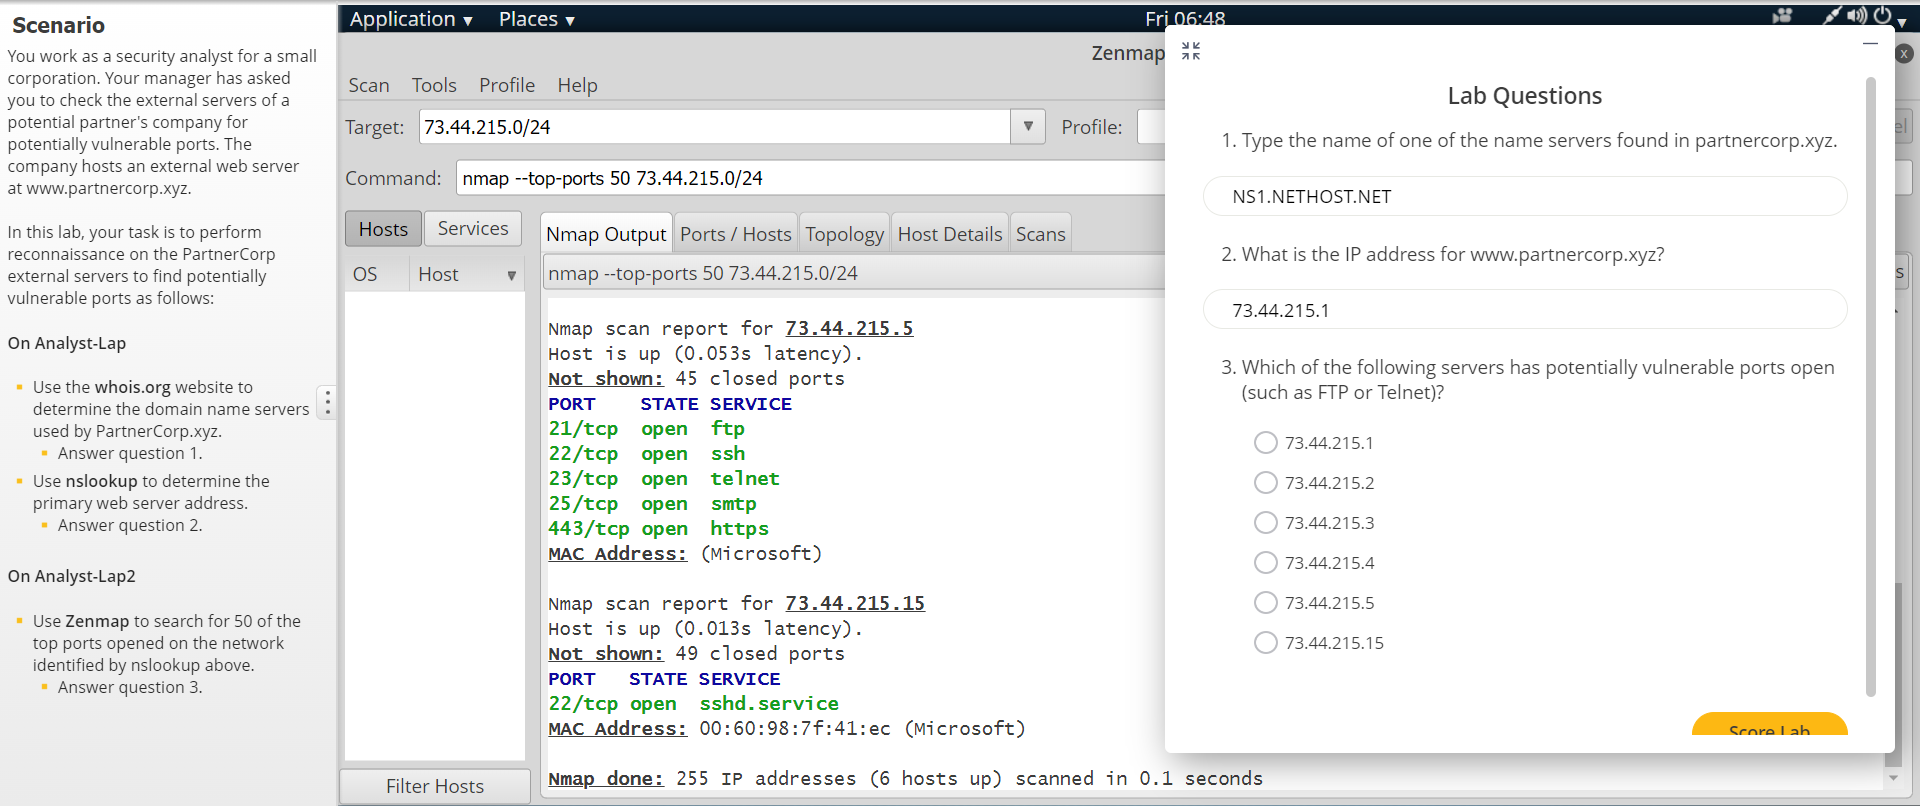 Scenario
You work as a security analyst for a small
corporation. Your manager has asked
you to check the external servers of a
potential partner's company for
potentially vulnerable ports. The
company hosts an external web server
at www.partnercorp.xyz.
In this lab, your task is to perform
reconnaissance on the PartnerCorp
external servers to find potentially
vulnerable ports as follows:
On Analyst-Lap
Use the whois.org website to
determine the domain name servers
used by PartnerCorp.xyz.
Answer question 1.
Use nslookup to determine the
primary web server address.
Answer question 2.
On Analyst-Lap2
Use Zenmap to search for 50 of the
top ports opened on the network
identified by nslookup above.
Answer question 3.
Application Places Fri 06:48
Zenmap
Scan Tools Profile Help
Target: 73.44.215.0/24 Profile:
Command: nmap --top-ports 50 73.44.215.0/24
Hosts Services
Nmap Output Ports / Hosts Topology Host Details Scans
OS Host
nmap --top-ports 50 73.44.215.0/24
Nmap scan report for 73.44.215.5
Host is up (0.053s latency).
Not shown: 45 closed ports
PORT STATE SERVICE
21/tcp open ftp
22/tcp open ssh
23/tcp open telnet
25/tcp open smtp
443/tcp open https
MAC Address: (Microsoft)
Nmap scan report for 73.44.215.15
Host is up (0.013s latency).
Not shown: 49 closed ports
PORT STATE SERVICE
22/tcp open sshd.service
MAC Address: 00:60:98:7f:41:ec (Microsoft)
Nmap done: 255 IP addresses (6 hosts up) scanned in 0.1 seconds
Filter Hosts
Lab Questions
1. Type the name of one of the name servers found in partnercorp.xyz.
NS1.NETHOST.NET
2. What is the IP address for www.partnercorp.xyz?
73.44.215.1
3. Which of the following servers has potentially vulnerable ports open
(such as FTP or Telnet)?
73.44.215.1
73.44.215.2
73.44.215.3
73.44.215.4
73.44.215.5
73.44.215.15
Score Lab